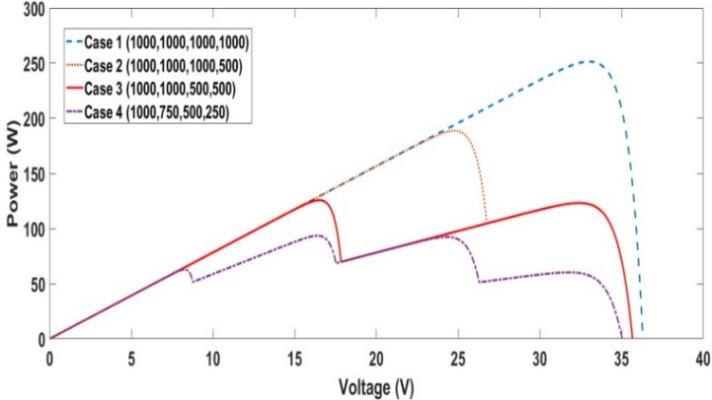 300
250
200
150
100
50
0
Power (W)
Case 1 (1000,1000,1000,1000)
Case 2 (1000,1000,1000,500)
Case 3 (1000,1000,500,500)
Case 4 (1000,750,500,250)
0 5 10 15 20 25 30 35 40
Voltage (V)